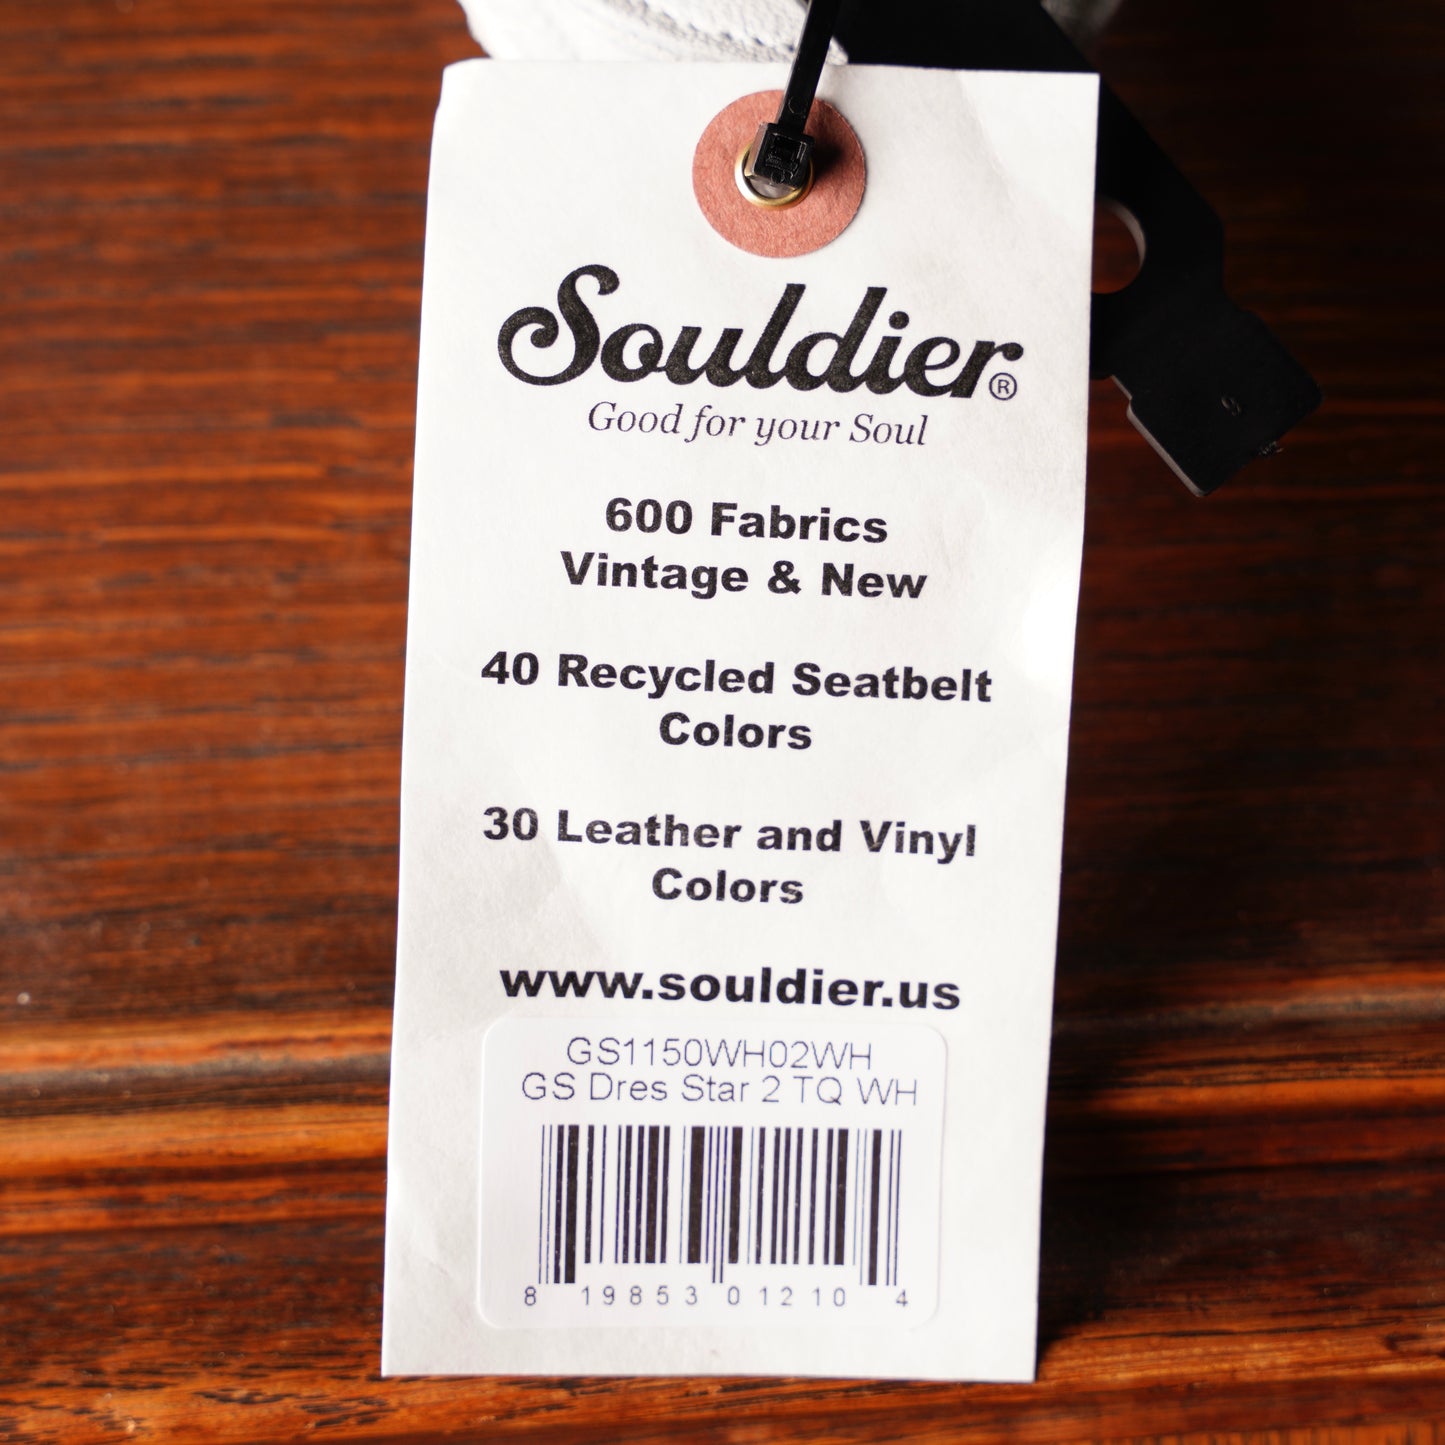 Souldier®
Good for your Soul
600 Fabrics
Vintage & New
40 Recycled Seatbelt
Colors
30 Leather and Vinyl
Colors
www.souldier.us
GS1150WH02WH
GS Dres Star 2 TQ WH
8 19853 01210 4